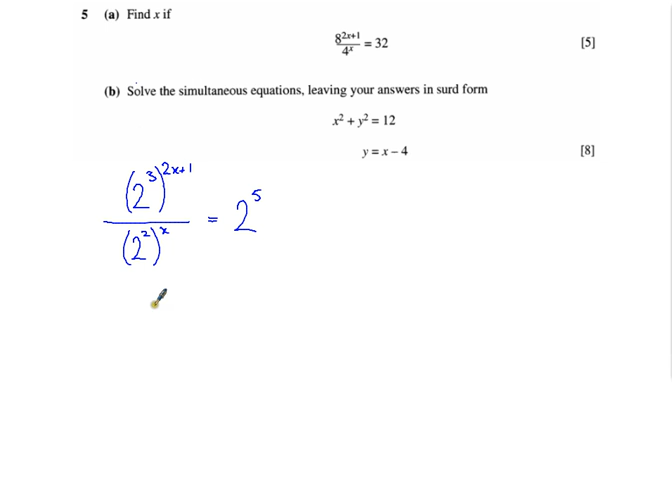 5 (a) Find x if
8^(2x+1) / 4^x = 32 [5]
(b) Solve the simultaneous equations, leaving your answers in surd form
x² + y² = 12
y = x – 4 [8]
(2³)^(2x+1) / (2²)^x = 2⁵